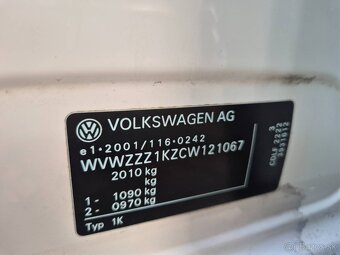 VOLKSWAGEN AG
e1*2001/116*0242
WVWZZZ1KZCW121067
2010 kg
kg
1 - 1090 kg
2 - 0970 kg
Typ 1K